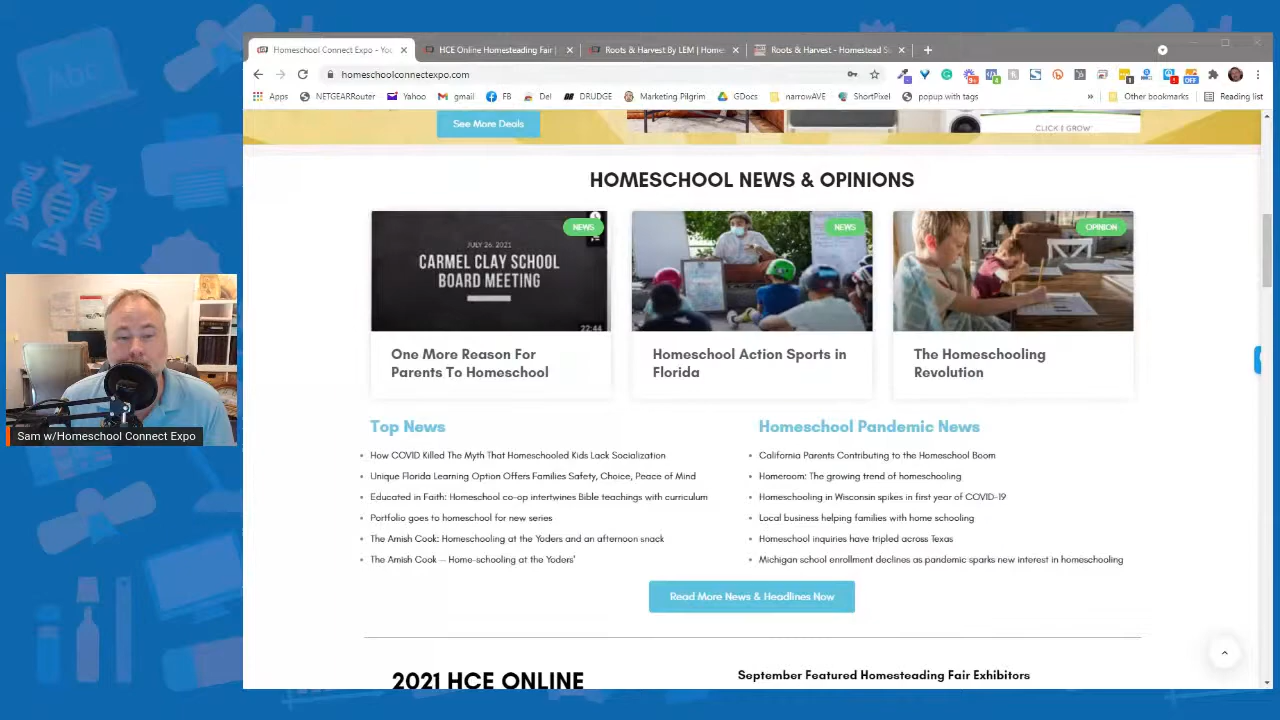 Homeschool Connect Expo - Yo
HCE Online Homesteading Fair |
Roots & Harvest By LEM | Home
Roots & Harvest - Homestead S
homeschoolconnectexpo.com
Apps
NETGEARRouter
Yahoo
gmail
FB
Del
DRUDGE
Marketing Pilgrim
GDocs
narrowAVE
ShortPixel
popup with tags
»
Other bookmarks
Reading list
See More Deals
CLICK & GROW
HOMESCHOOL NEWS & OPINIONS
NEWS
JULY 26, 2021
CARMEL CLAY SCHOOL
BOARD MEETING
22:44
One More Reason For
Parents To Homeschool
NEWS
Homeschool Action Sports in
Florida
OPINION
The Homeschooling
Revolution
Top News
How COVID Killed The Myth That Homeschooled Kids Lack Socialization
Unique Florida Learning Option Offers Families Safety, Choice, Peace of Mind
Educated in Faith: Homeschool co-op intertwines Bible teachings with curriculum
Portfolio goes to homeschool for new series
The Amish Cook: Homeschooling at the Yoders and an afternoon snack
The Amish Cook — Home-schooling at the Yoders'
Homeschool Pandemic News
California Parents Contributing to the Homeschool Boom
Homeroom: The growing trend of homeschooling
Homeschooling in Wisconsin spikes in first year of COVID-19
Local business helping families with home schooling
Homeschool inquiries have tripled across Texas
Michigan school enrollment declines as pandemic sparks new interest in homeschooling
Read More News & Headlines Now
2021 HCE ONLINE
September Featured Homesteading Fair Exhibitors
Sam w/Homeschool Connect Expo
Abc